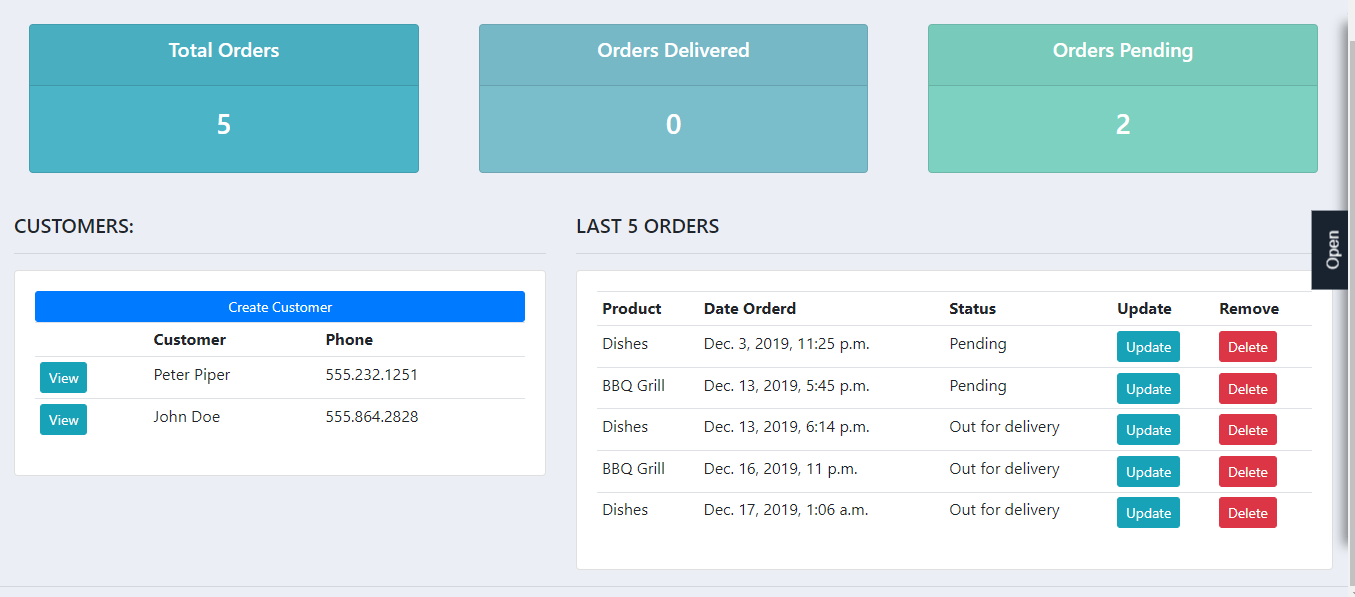 Total Orders
5
Orders Delivered
0
Orders Pending
2
CUSTOMERS:
Create Customer
Customer Phone
View Peter Piper 555.232.1251
View John Doe 555.864.2828
LAST 5 ORDERS
Product Date Orderd Status Update Remove
Dishes Dec. 3, 2019, 11:25 p.m. Pending Update Delete
BBQ Grill Dec. 13, 2019, 5:45 p.m. Pending Update Delete
Dishes Dec. 13, 2019, 6:14 p.m. Out for delivery Update Delete
BBQ Grill Dec. 16, 2019, 11 p.m. Out for delivery Update Delete
Dishes Dec. 17, 2019, 1:06 a.m. Out for delivery Update Delete
Open